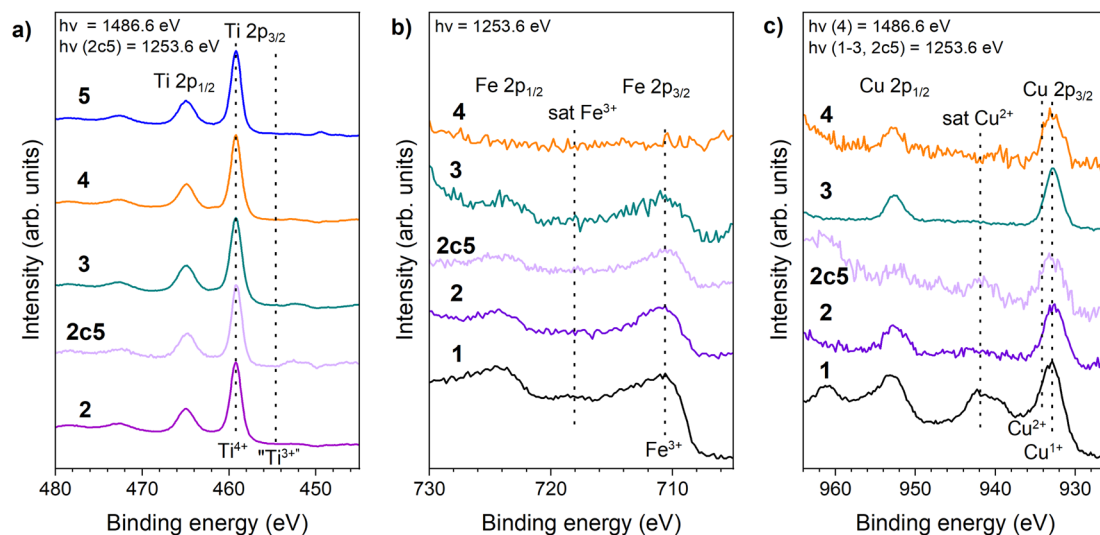 a)
hν = 1486.6 eV
hν (2c5) = 1253.6 eV
Ti 2p3/2
Ti 2p1/2
5
4
3
2c5
2
Ti4+
"Ti3+"
480
470
460
450
Binding energy (eV)
Intensity (arb. units)
b)
hν = 1253.6 eV
Fe 2p1/2
Fe 2p3/2
sat Fe3+
4
3
2c5
2
1
Fe3+
730
720
710
Binding energy (eV)
Intensity (arb. units)
c)
hν (4) = 1486.6 eV
hν (1-3, 2c5) = 1253.6 eV
Cu 2p1/2
Cu 2p3/2
sat Cu2+
4
3
2c5
2
1
Cu2+
Cu1+
960
950
940
930
Binding energy (eV)
Intensity (arb. units)